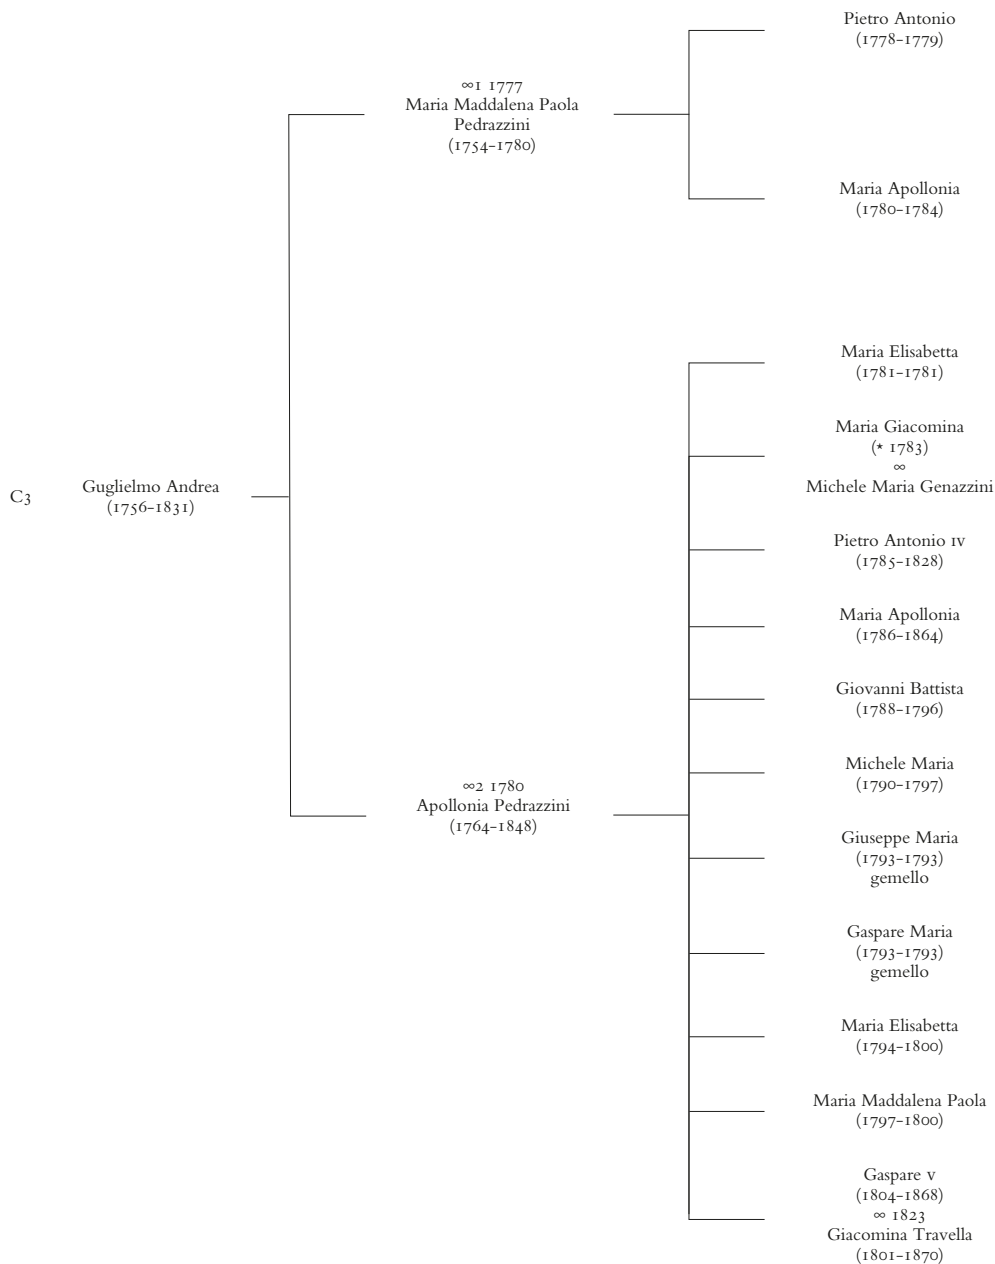 C3
Guglielmo Andrea
(1756-1831)
∞1 1777
Maria Maddalena Paola
Pedrazzini
(1754-1780)
Pietro Antonio
(1778-1779)
Maria Apollonia
(1780-1784)
∞2 1780
Apollonia Pedrazzini
(1764-1848)
Maria Elisabetta
(1781-1781)
Maria Giacomina
(* 1783)
∞
Michele Maria Genazzini
Pietro Antonio IV
(1785-1828)
Maria Apollonia
(1786-1864)
Giovanni Battista
(1788-1796)
Michele Maria
(1790-1797)
Giuseppe Maria
(1793-1793)
gemello
Gaspare Maria
(1793-1793)
gemello
Maria Elisabetta
(1794-1800)
Maria Maddalena Paola
(1797-1800)
Gaspare V
(1804-1868)
∞ 1823
Giacomina Travella
(1801-1870)